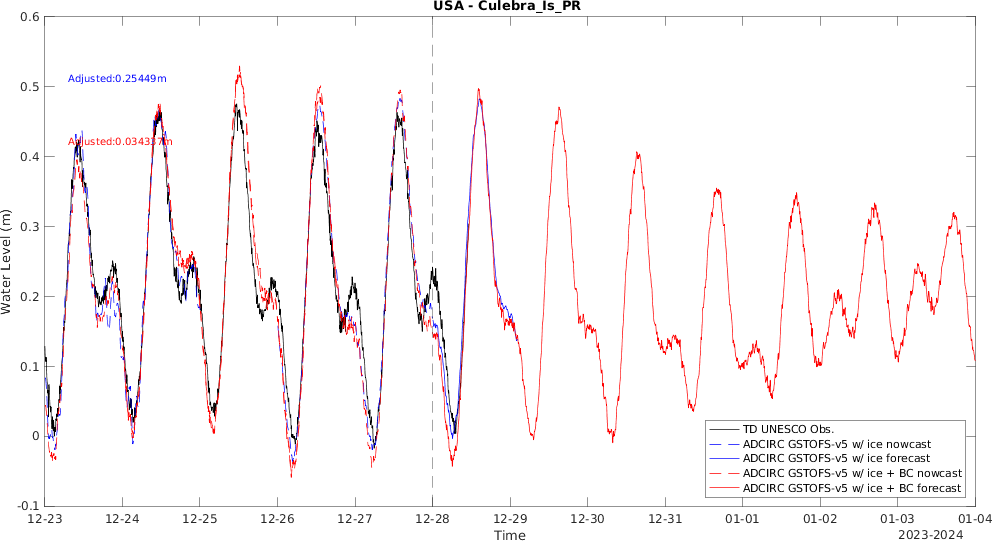 USA - Culebra_Is_PR
0.6
0.5
0.4
0.3
0.2
0.1
0
-0.1
Water Level (m)
Adjusted:0.25449m
Adjusted:0.034337m
TD UNESCO Obs.
ADCIRC GSTOFS-v5 w/ ice nowcast
ADCIRC GSTOFS-v5 w/ ice forecast
ADCIRC GSTOFS-v5 w/ ice + BC nowcast
ADCIRC GSTOFS-v5 w/ ice + BC forecast
12-23 12-24 12-25 12-26 12-27 12-28 12-29 12-30 12-31 01-01 01-02 01-03 01-04
Time
2023-2024